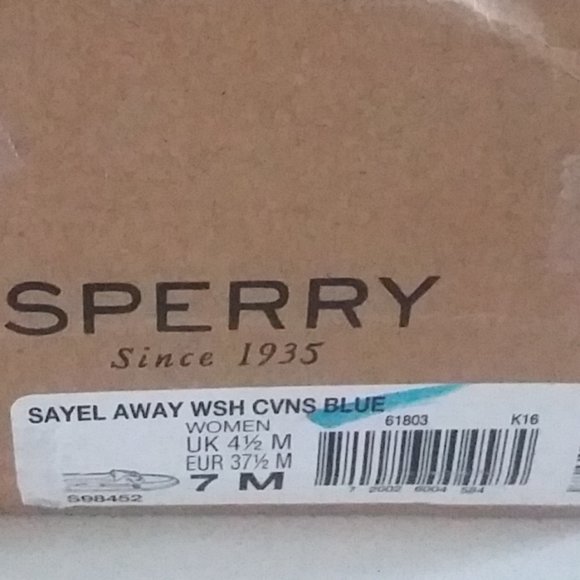 SPERRY
Since 1935
SAYEL AWAY WSH CVNS BLUE
WOMEN
UK 4½ M
EUR 37½ M
7 M
S98452
61803
K16
7 2002 6004 584